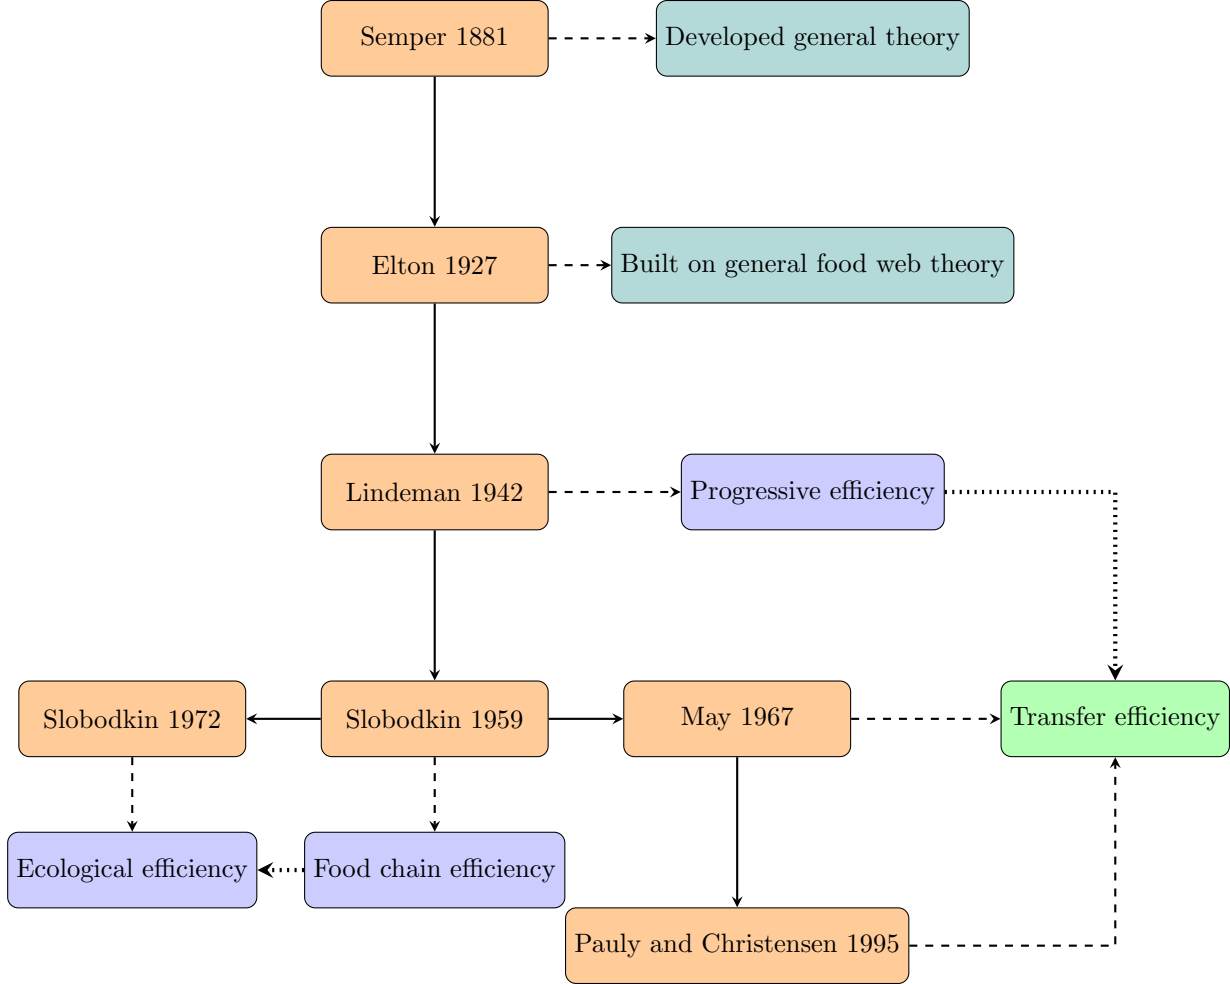 Semper 1881
Developed general theory
Elton 1927
Built on general food web theory
Lindeman 1942
Progressive efficiency
Slobodkin 1972
Slobodkin 1959
May 1967
Transfer efficiency
Ecological efficiency
Food chain efficiency
Pauly and Christensen 1995